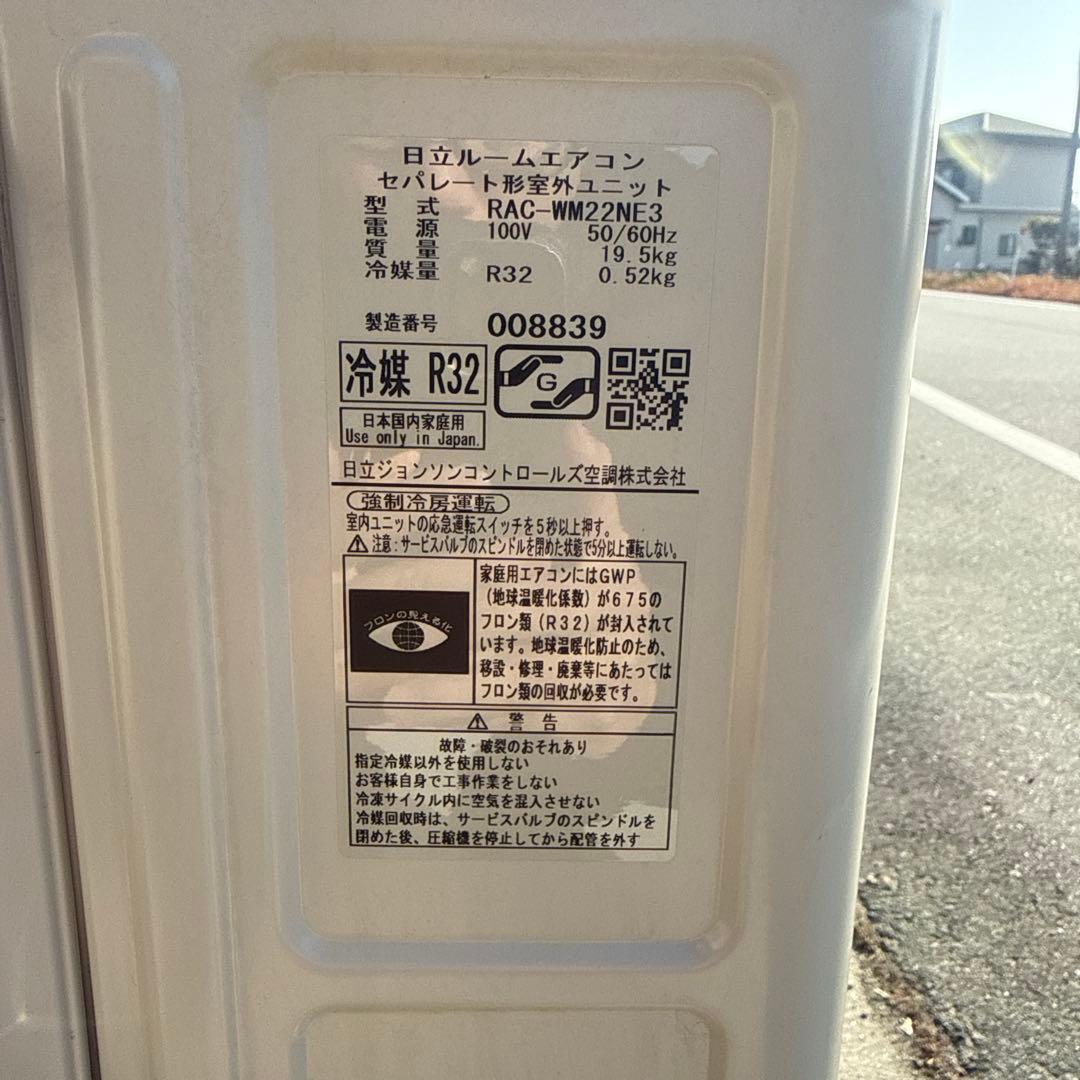 日立ルームエアコン
セパレート形室外ユニット
型 式 RAC-WM22NE3
電 源 100V 50/60Hz
質 量 19.5kg
冷媒量 R32 0.52kg
製造番号 008839
冷媒 R32
G
日本国内家庭用
Use only in Japan.
日立ジョンソンコントロールズ空調株式会社
強制冷房運転
室内ユニットの応急運転スイッチを5秒以上押す。
⚠ 注意:サービスバルブのスピンドルを閉めた状態で5分以上運転しない。
フロンの見える化
家庭用エアコンにはGWP
(地球温暖化係数)が675の
フロン類(R32)が封入されて
います。地球温暖化防止のため、
移設・修理・廃棄等にあたっては
フロン類の回収が必要です。
⚠ 警 告
故障・破裂のおそれあり
指定冷媒以外を使用しない
お客様自身で工事作業をしない
冷凍サイクル内に空気を混入させない
冷媒回収時は、サービスバルブのスピンドルを
閉めた後、圧縮機を停止してから配管を外す